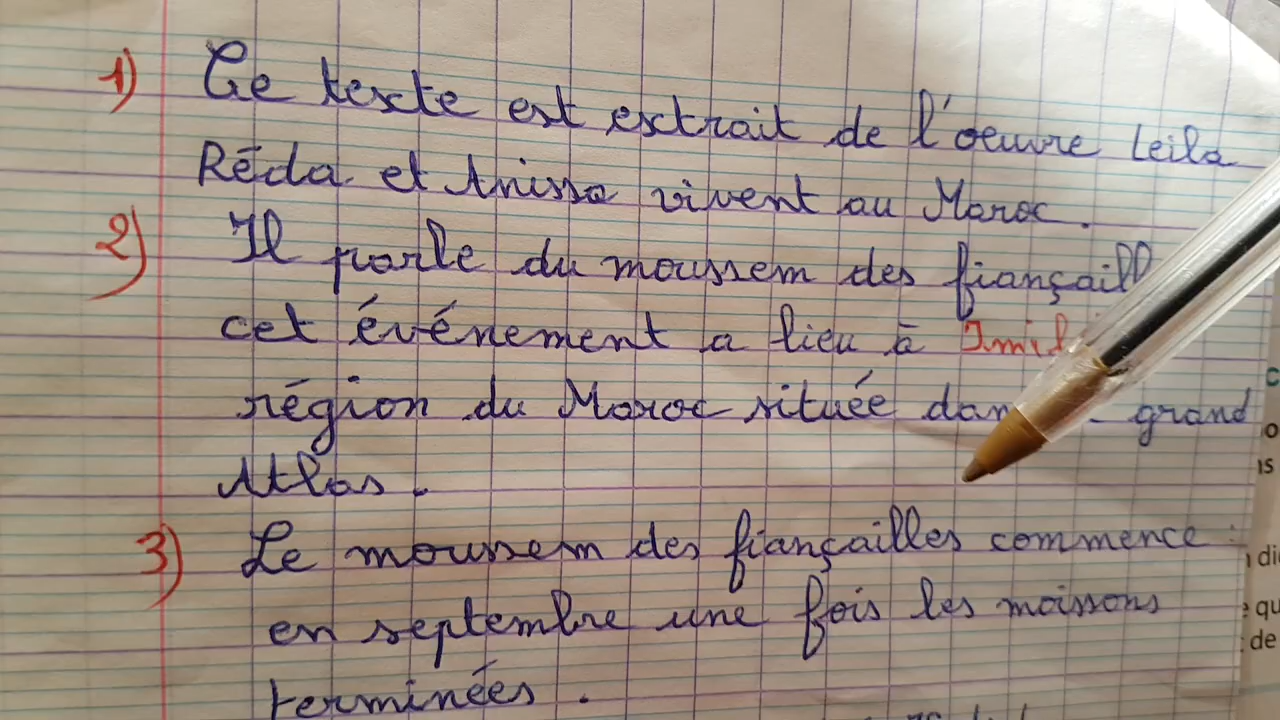 1) Ce texte est extrait de l'oeuvre Leila
Réda et Anissa vivent au Maroc.
2) Il parle du moussem des fiançaill
cet événement a lieu à
région du Maroc située dan grand
Atlas.
3) Le moussem des fiançailles commence :
en septembre une fois les moissons
terminées.